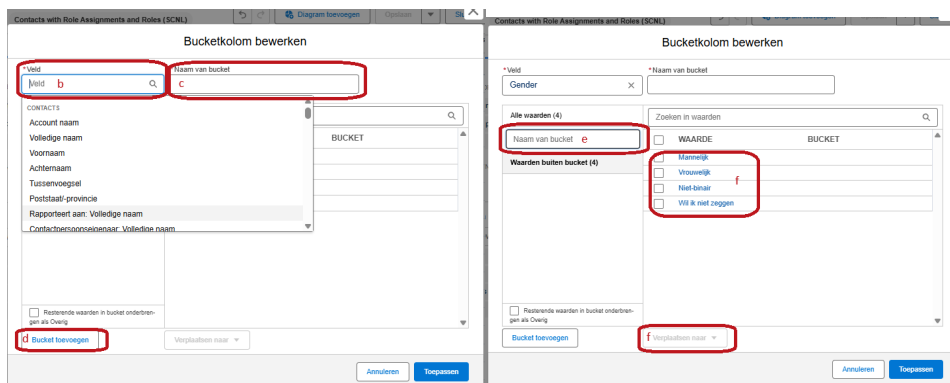 Contacts with Role Assignments and Roles (SCNL)
Diagram toevoegen
Opslaan
Bucketkolom bewerken
*Veld
*Naam van bucket
Veld
b
c
CONTACTS
Account naam
Volledige naam
Voornaam
Achternaam
Tussenvoegsel
Poststaat/-provincie
Rapporteert aan: Volledige naam
Contactpersoonseigenaar: Volledige naam
BUCKET
Resterende waarden in bucket onderbren-
gen als Overig
d
Bucket toevoegen
Verplaatsen naar
Annuleren
Toepassen
Contacts with Role Assignments and Roles (SCNL)
Bucketkolom bewerken
*Veld
*Naam van bucket
Gender
Alle waarden (4)
Zoeken in waarden
Naam van bucket
e
WAARDE
BUCKET
Waarden buiten bucket (4)
Mannelijk
Vrouwelijk
f
Niet-binair
Wil ik niet zeggen
Resterende waarden in bucket onderbren-
gen als Overig
Bucket toevoegen
f
Verplaatsen naar
Annuleren
Toepassen